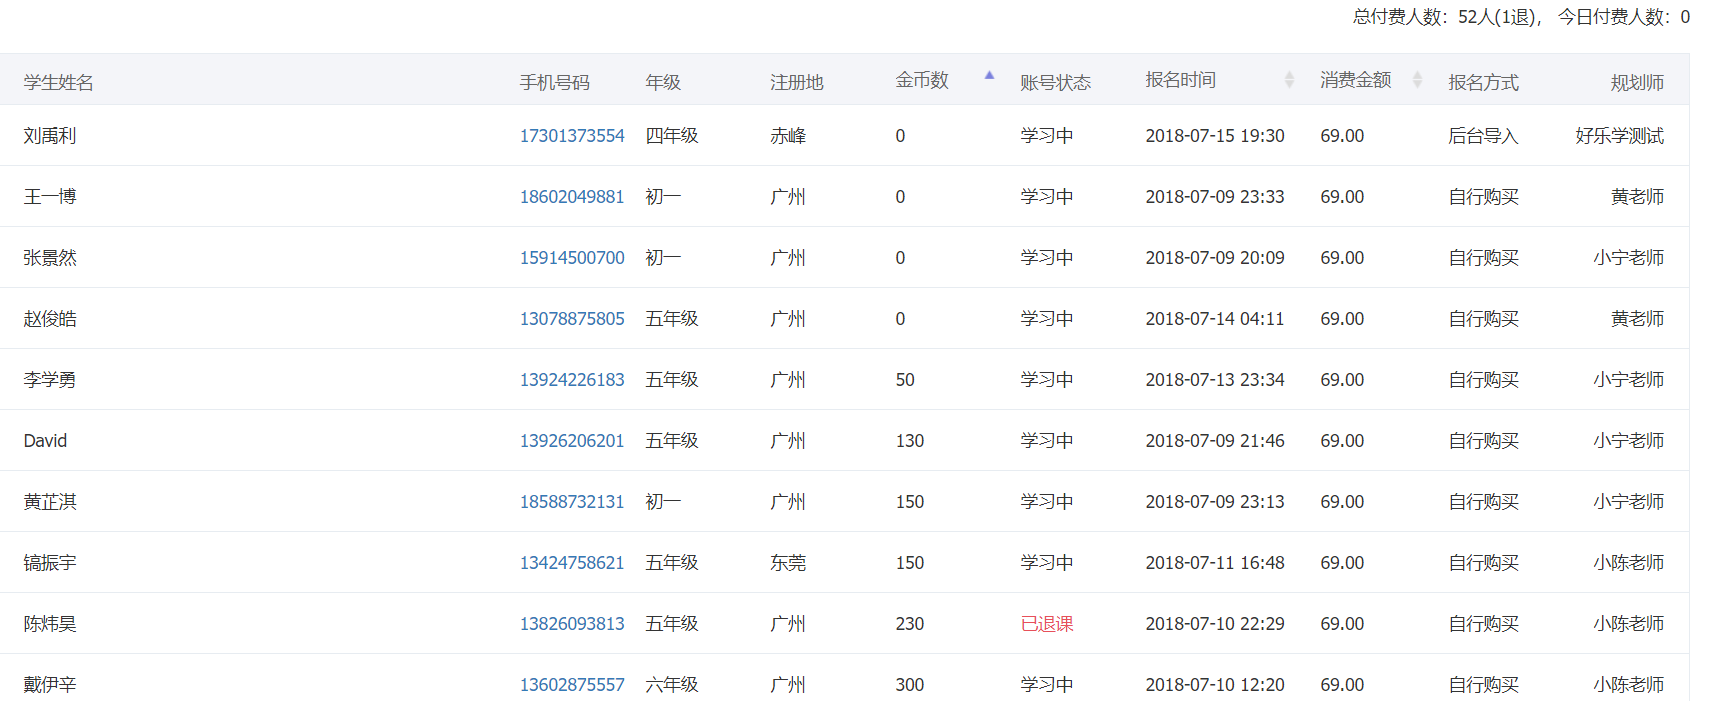 总付费人数：52人(1退)， 今日付费人数：0
学生姓名 手机号码 年级 注册地 金币数 账号状态 报名时间 消费金额 报名方式 规划师
刘禹利 17301373554 四年级 赤峰 0 学习中 2018-07-15 19:30 69.00 后台导入 好乐学测试
王一博 18602049881 初一 广州 0 学习中 2018-07-09 23:33 69.00 自行购买 黄老师
张景然 15914500700 初一 广州 0 学习中 2018-07-09 20:09 69.00 自行购买 小宁老师
赵俊皓 13078875805 五年级 广州 0 学习中 2018-07-14 04:11 69.00 自行购买 黄老师
李学勇 13924226183 五年级 广州 50 学习中 2018-07-13 23:34 69.00 自行购买 小宁老师
David 13926206201 五年级 广州 130 学习中 2018-07-09 21:46 69.00 自行购买 小宁老师
黄芷淇 18588732131 初一 广州 150 学习中 2018-07-09 23:13 69.00 自行购买 小宁老师
镐振宇 13424758621 五年级 东莞 150 学习中 2018-07-11 16:48 69.00 自行购买 小陈老师
陈炜昊 13826093813 五年级 广州 230 已退课 2018-07-10 22:29 69.00 自行购买 小陈老师
戴伊辛 13602875557 六年级 广州 300 学习中 2018-07-10 12:20 69.00 自行购买 小陈老师